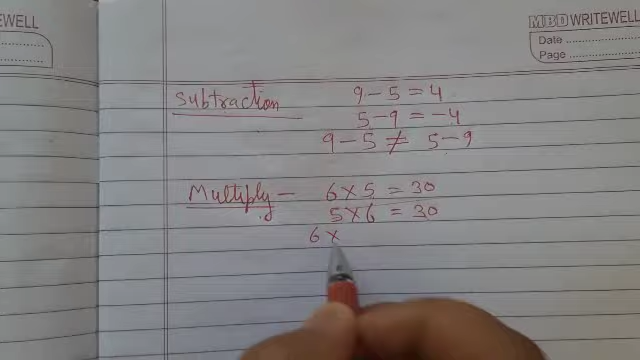 WELL
MBD WRITEWELL
Date
Page
Subtraction 9 - 5 = 4
5 - 9 = -4
9 - 5 ≠ 5 - 9
Multiply - 6 × 5 = 30
5 × 6 = 30
6 ×